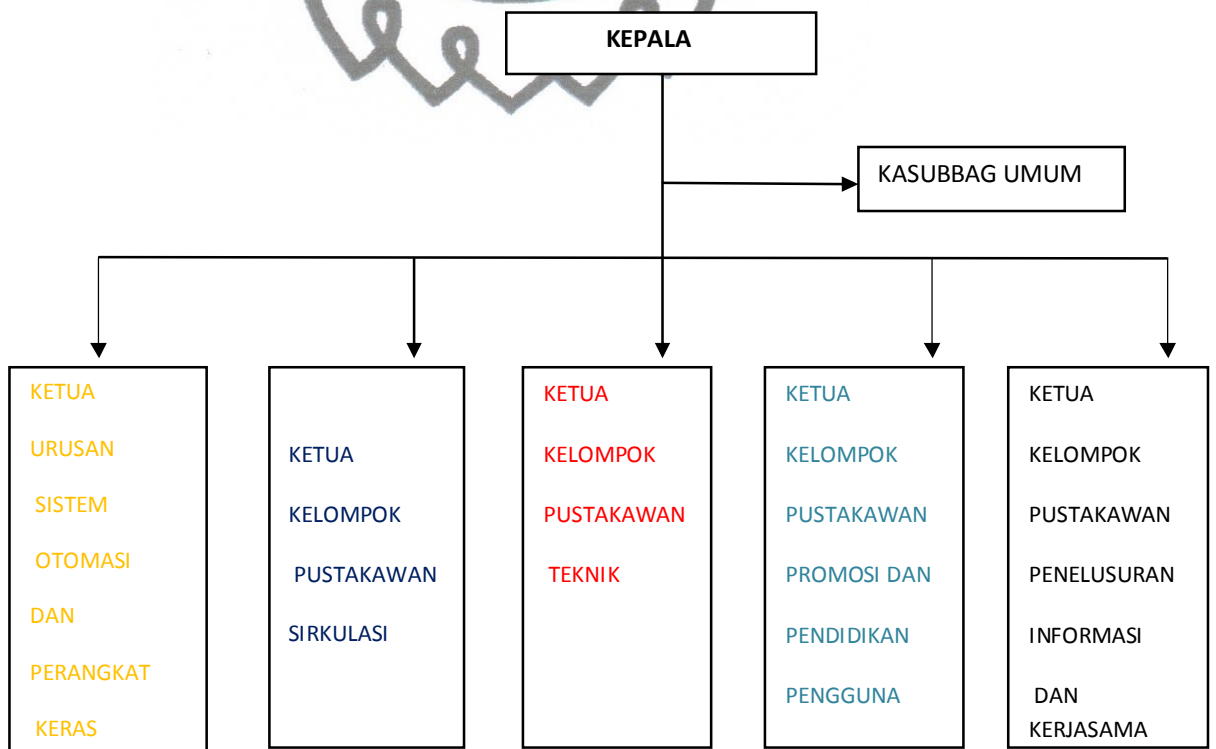 KEPALA
KASUBBAG UMUM
KETUA
URUSAN
SISTEM
OTOMASI
DAN
PERANGKAT
KERAS
KETUA
KELOMPOK
PUSTAKAWAN
SIRKULASI
KETUA
KELOMPOK
PUSTAKAWAN
TEKNIK
KETUA
KELOMPOK
PUSTAKAWAN
PROMOSI DAN
PENDIDIKAN
PENGGUNA
KETUA
KELOMPOK
PUSTAKAWAN
PENELUSURAN
INFORMASI
DAN
KERJASAMA